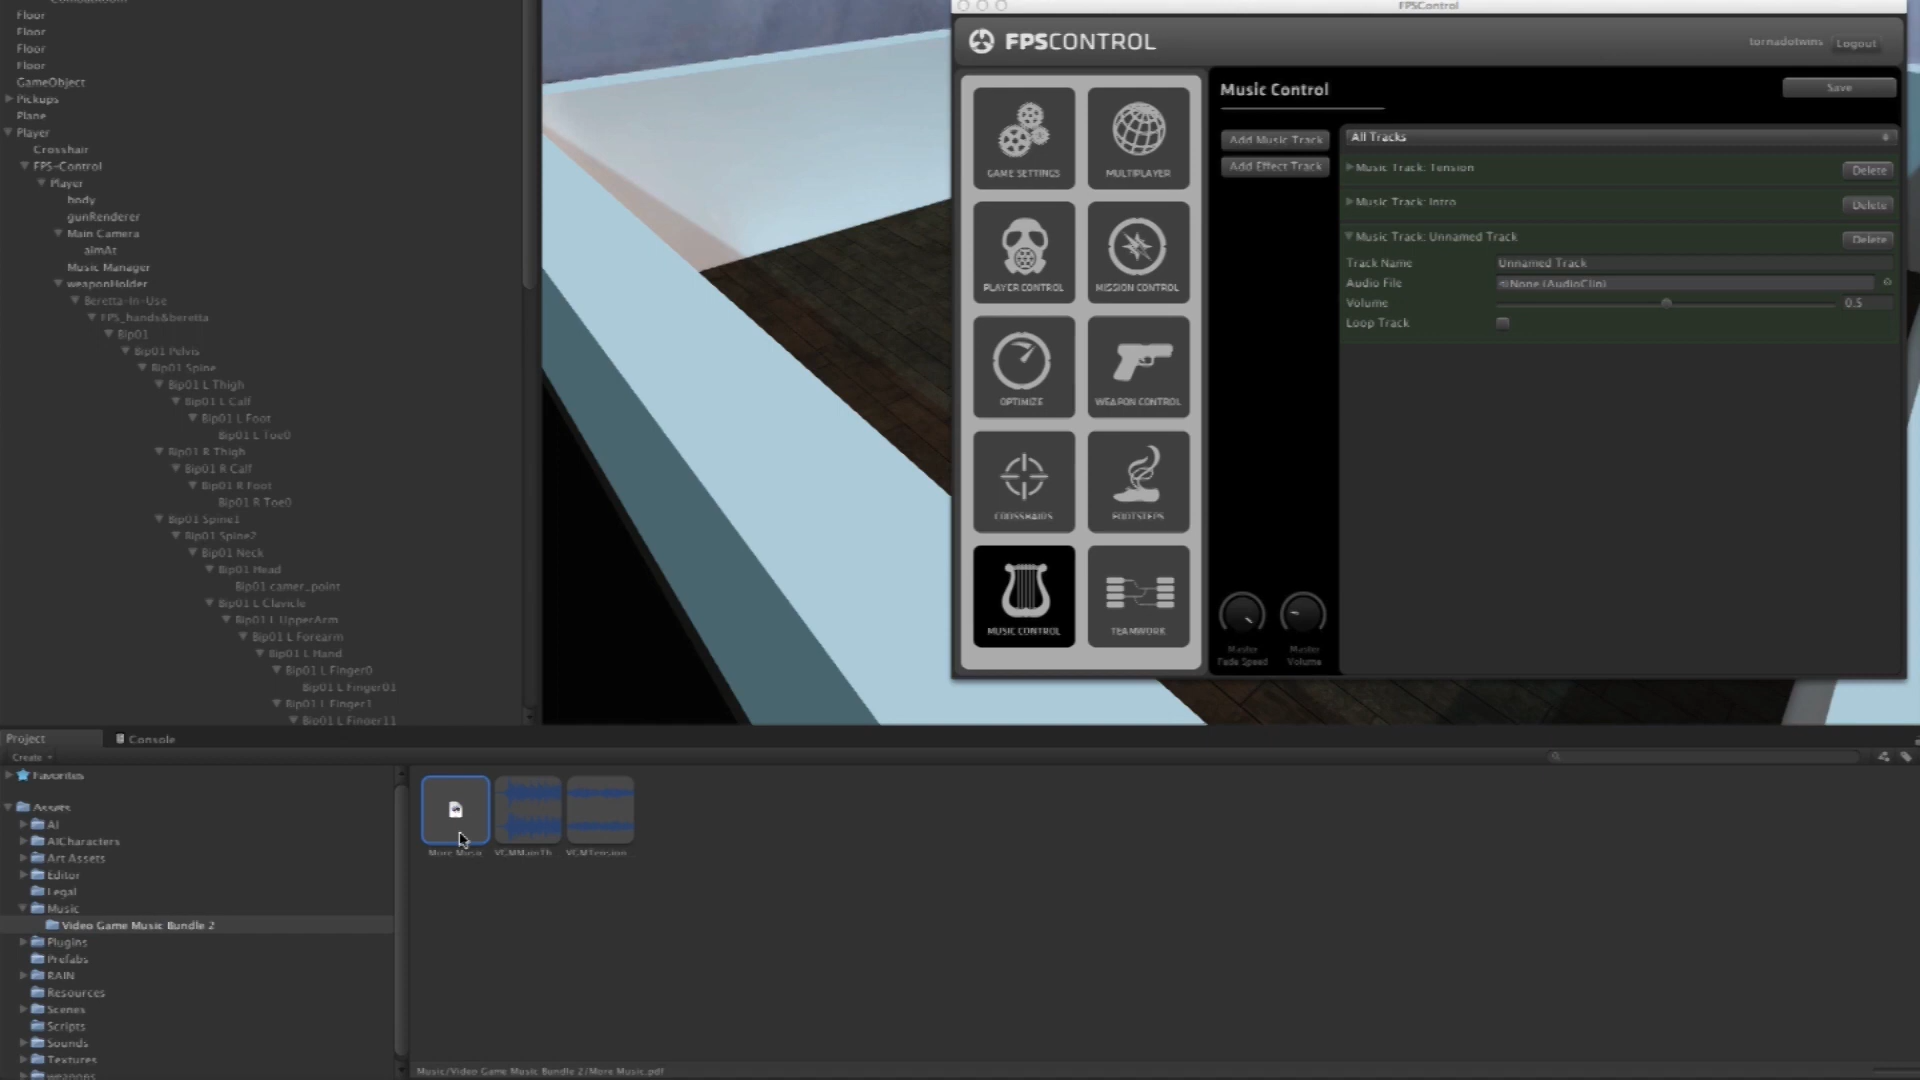 Floor
Floor
Floor
Floor
GameObject
Pickups
Plane
Player
Crosshair
FPS-Control
Player
body
gunRenderer
Main Camera
aimAt
Music Manager
weaponHolder
Beretta-In-Use
FPS_hands&beretta
Bip01
Bip01 Pelvis
Bip01 Spine
Bip01 L Thigh
Bip01 L Calf
Bip01 L Foot
Bip01 L Toe0
Bip01 R Thigh
Bip01 R Calf
Bip01 R Foot
Bip01 R Toe0
Bip01 Spine1
Bip01 Spine2
Bip01 Neck
Bip01 Head
Bip01 camer_point
Bip01 L Clavicle
Bip01 L UpperArm
Bip01 L Forearm
Bip01 L Hand
Bip01 L Finger0
Bip01 L Finger01
Bip01 L Finger1
Bip01 L Finger11
FPSControl
FPSCONTROL
tornadotwins Logout
GAME SETTINGS
MULTIPLAYER
PLAYER CONTROL
MISSION CONTROL
OPTIMIZE
WEAPON CONTROL
CROSSHAIRS
FOOTSTEPS
MUSIC CONTROL
TEAMWORK
Music Control
Save
Add Music Track
Add Effect Track
Master Fade Speed
Master Volume
All Tracks
Music Track: Tension Delete
Music Track: Intro Delete
Music Track: Unnamed Track Delete
Track Name Unnamed Track
Audio File None (AudioClip)
Volume 0.5
Loop Track
Project Console
Create
Favorites
Assets
AI
AICharacters
Art Assets
Editor
Legal
Music
Video Game Music Bundle 2
Plugins
Prefabs
RAIN
Resources
Scenes
Scripts
Sounds
Textures
weapons
More Music
VGMMainTh...
VGMTension...
Music/Video Game Music Bundle 2/More Music.pdf